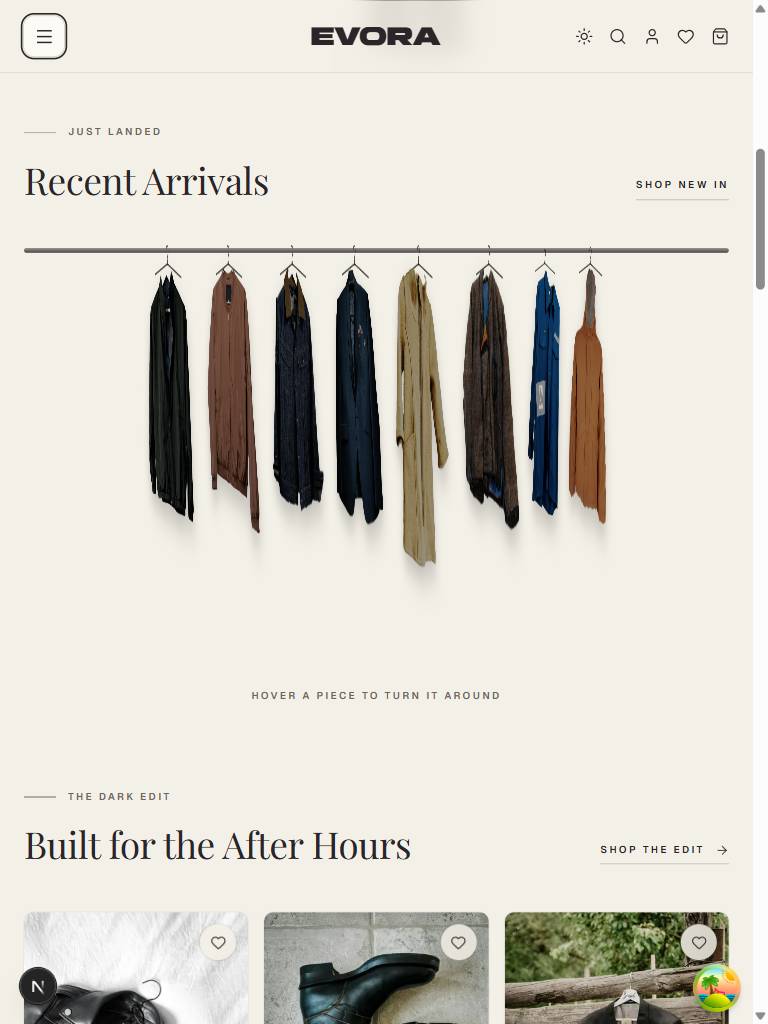 EVORA
JUST LANDED
Recent Arrivals
SHOP NEW IN
HOVER A PIECE TO TURN IT AROUND
THE DARK EDIT
Built for the After Hours
SHOP THE EDIT
N